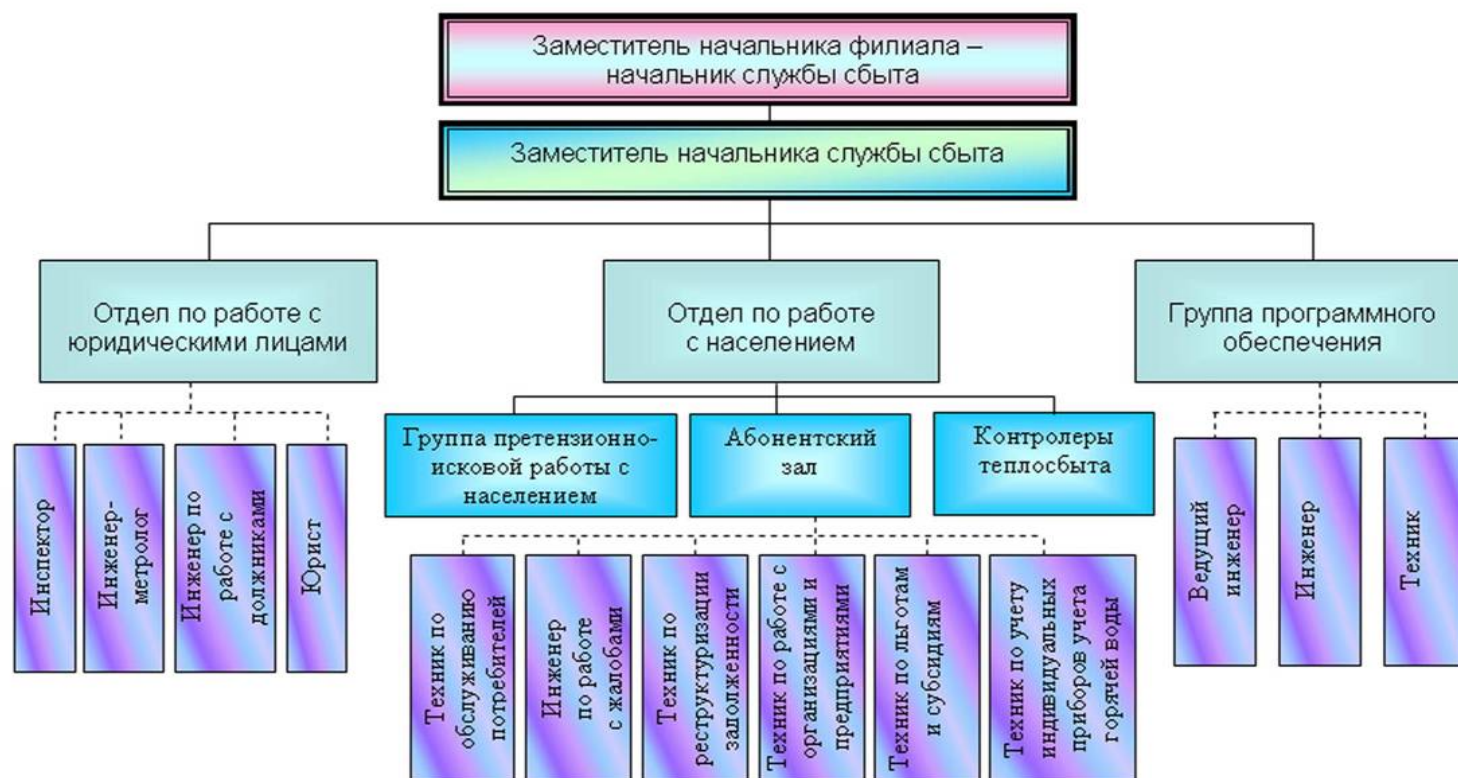 Заместитель начальника филиала –
начальник службы сбыта
Заместитель начальника службы сбыта
Отдел по работе с
юридическими лицами
Отдел по работе
с населением
Группа программного
обеспечения
Группа претензионно-
исковой работы с
населением
Абонентский
зал
Контролеры
теплосбыта
Инспектор
Инженер-
метролог
Инженер по
работе с
должниками
Юрист
Ведущий
инженер
Инженер
Техник
Техник по
обслуживанию
потребителей
Инженер
по работе
с жалобами
Техник по
реструктуризации
задолженности
Техник по работе с
организациями и
предприятиями
Техник по льготам
и субсидиям
Техник по учету
индивидуальных
приборов учета
горячей воды